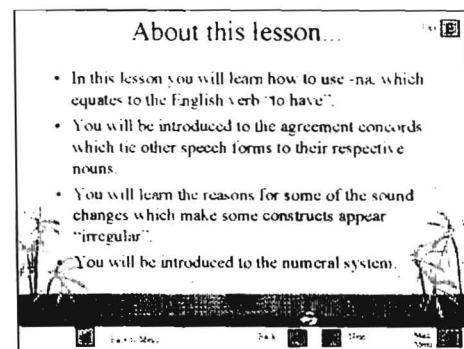 About this lesson...
• In this lesson you will learn how to use -na, which
equates to the English verb "to have".
• You will be introduced to the agreement concords
which tie other speech forms to their respective
nouns.
• You will learn the reasons for some of the sound
changes which make some constructs appear
"irregular".
You will be introduced to the numeral system.
Back to Menu
Back
Next
Main
Menu